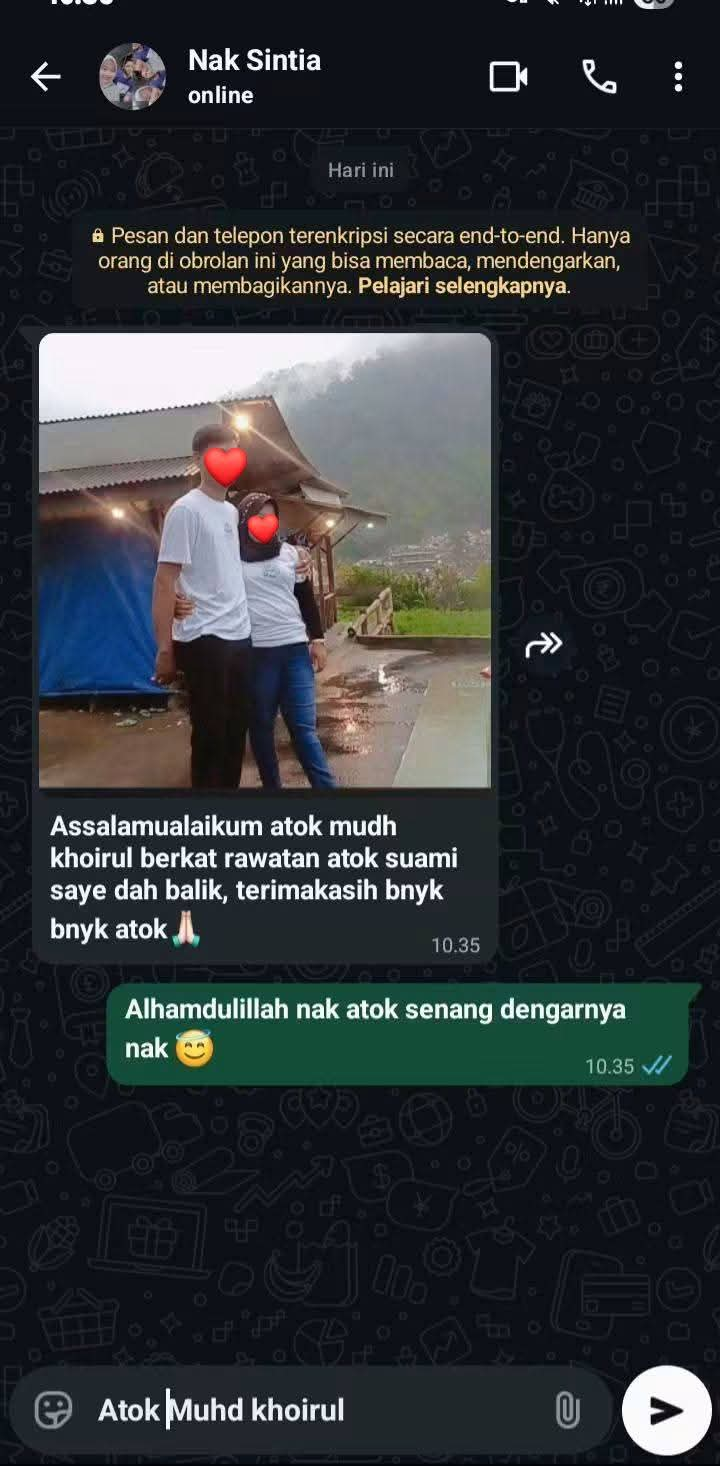 Nak Sintia
online
Hari ini
Pesan dan telepon terenkripsi secara end-to-end. Hanya
orang di obrolan ini yang bisa membaca, mendengarkan,
atau membagikannya. Pelajari selengkapnya.
Assalamualaikum atok mudh
khoirul berkat rawatan atok suami
saye dah balik, terimakasih bnyk
bnyk atok🙏🏻
10.35
Alhamdulillah nak atok senang dengarnya
nak 😇
10.35
Atok Muhd khoirul